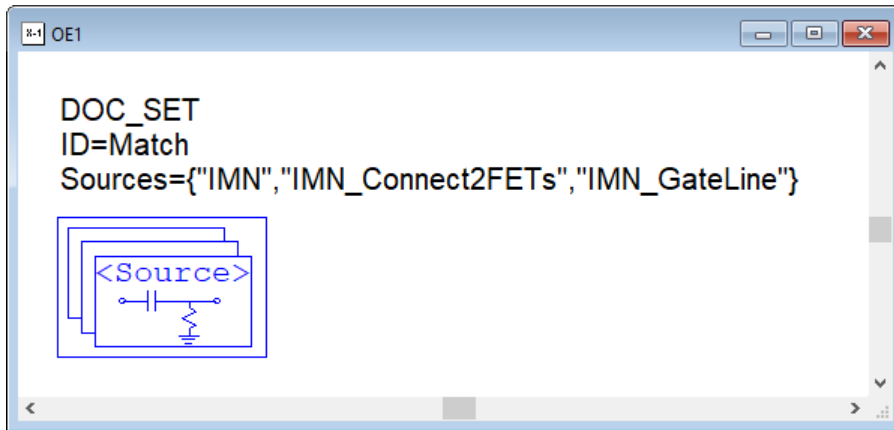 OE1
DOC_SET
ID=Match
Sources={"IMN","IMN_Connect2FETs","IMN_GateLine"}
<Source>